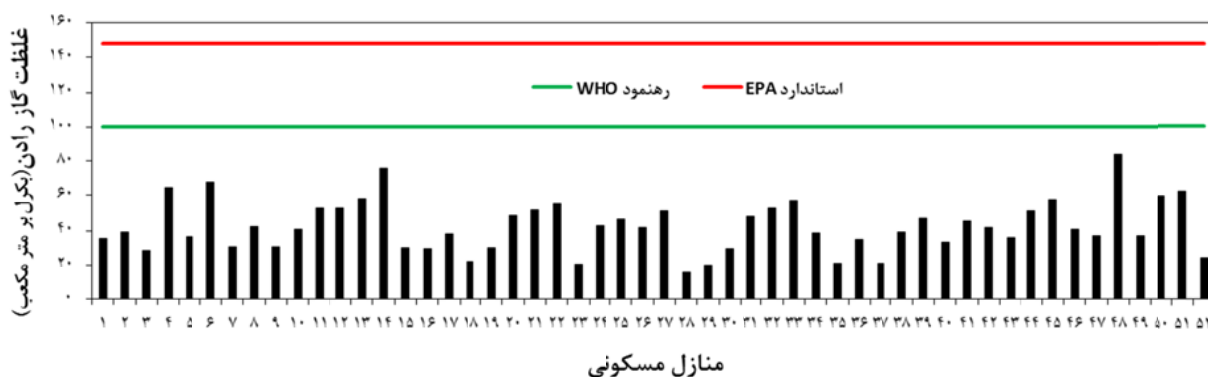 غلظت گاز رادن(بکرل بر متر مکعب)
۱۶۰
۱۴۰
۱۲۰
۱۰۰
۸۰
۶۰
۴۰
۲۰
۰
استاندارد EPA
رهنمود WHO
۱ ۲ ۳ ۴ ۵ ۶ ۷ ۸ ۹ ۱۰ ۱۱ ۱۲ ۱۳ ۱۴ ۱۵ ۱۶ ۱۷ ۱۸ ۱۹ ۲۰ ۲۱ ۲۲ ۲۳ ۲۴ ۲۵ ۲۶ ۲۷ ۲۸ ۲۹ ۳۰ ۳۱ ۳۲ ۳۳ ۳۴ ۳۵ ۳۶ ۳۷ ۳۸ ۳۹ ۴۰ ۴۱ ۴۲ ۴۳ ۴۴ ۴۵ ۴۶ ۴۷ ۴۸ ۴۹ ۵۰ ۵۱ ۵۲
منازل مسکونی